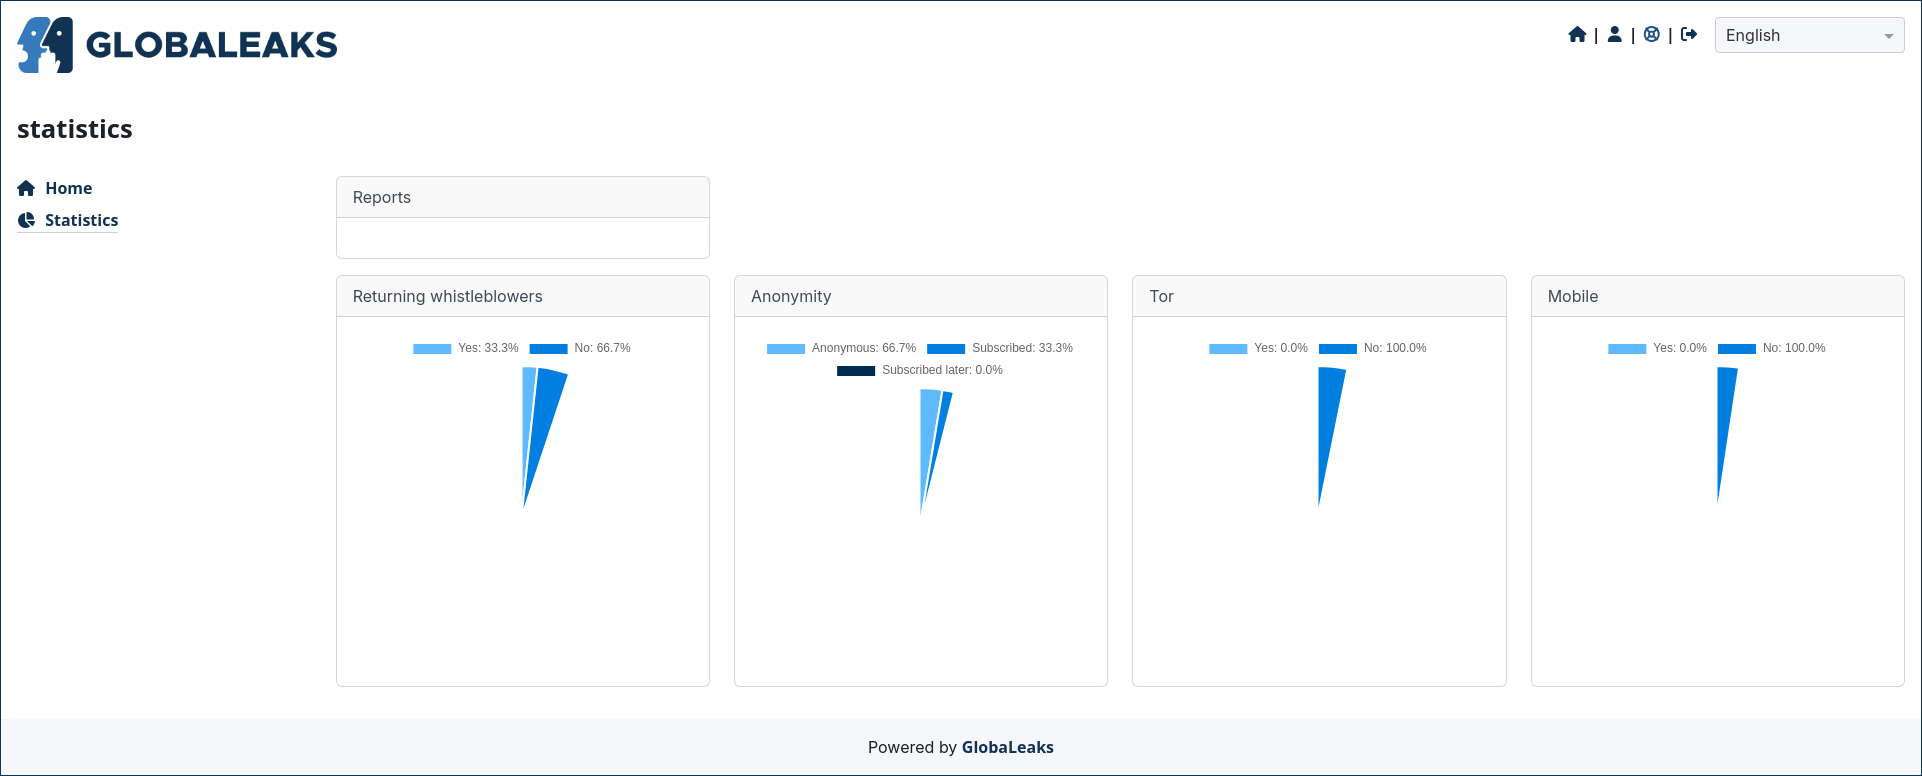 GLOBALEAKS
| | | English
statistics
Home
Statistics
Reports
Returning whistleblowers
Yes: 33.3% No: 66.7%
Anonymity
Anonymous: 66.7% Subscribed: 33.3%
Subscribed later: 0.0%
Tor
Yes: 0.0% No: 100.0%
Mobile
Yes: 0.0% No: 100.0%
Powered by GlobaLeaks